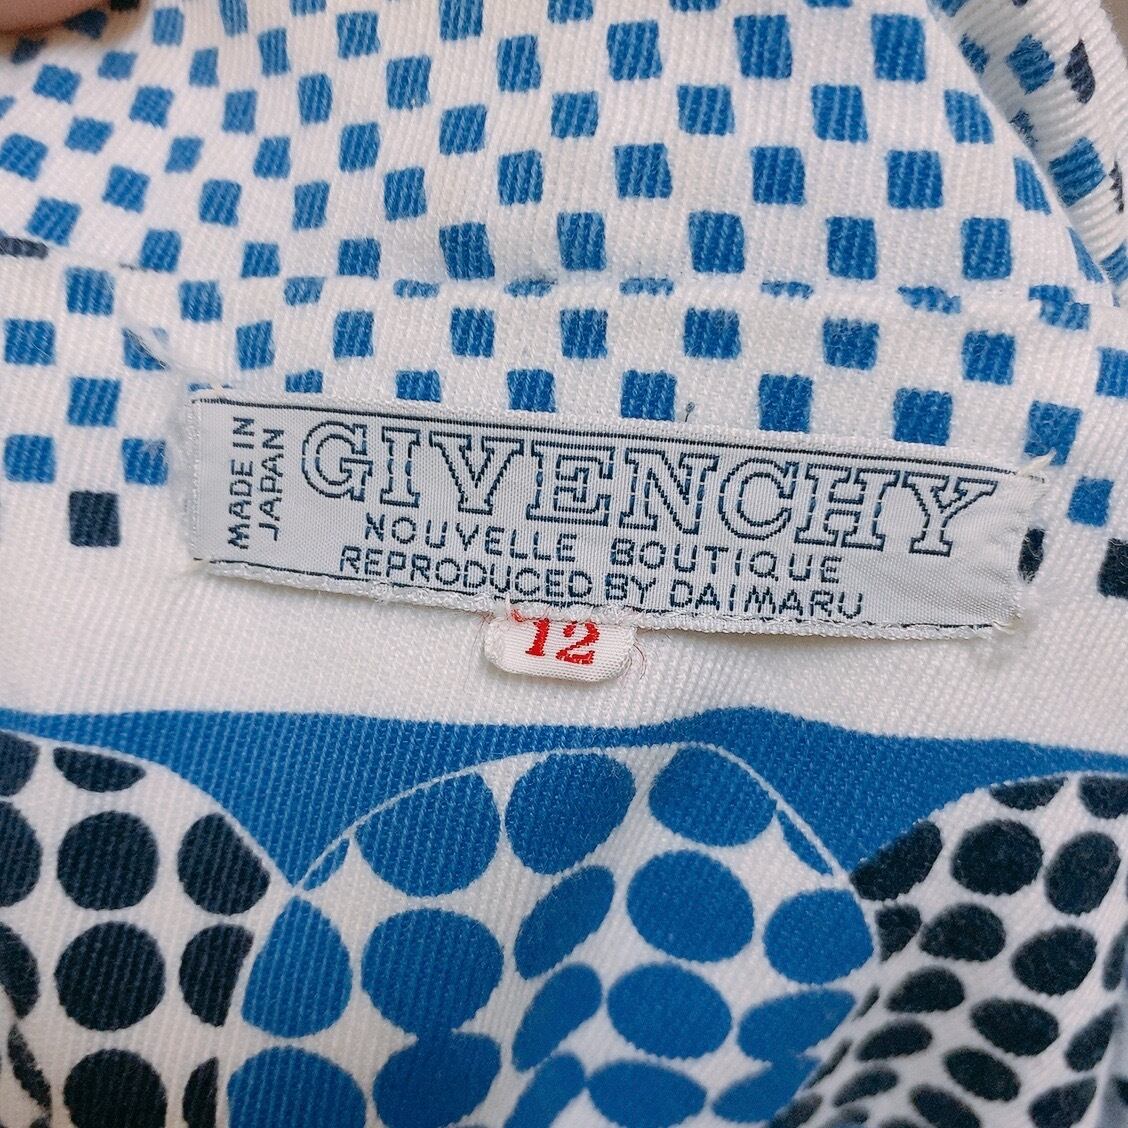 MADE IN
JAPAN
GIVENCHY
NOUVELLE BOUTIQUE
REPRODUCED BY DAIMARU
12